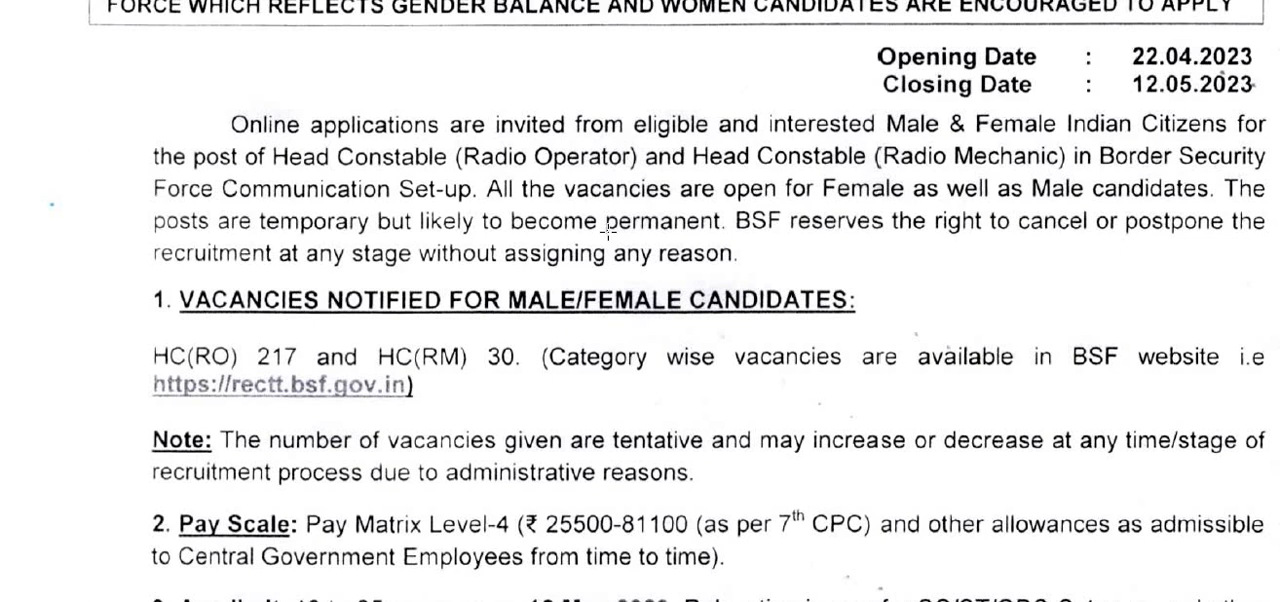 FORCE WHICH REFLECTS GENDER BALANCE AND WOMEN CANDIDATES ARE ENCOURAGED TO APPLY
Opening Date : 22.04.2023
Closing Date : 12.05.2023
Online applications are invited from eligible and interested Male & Female Indian Citizens for
the post of Head Constable (Radio Operator) and Head Constable (Radio Mechanic) in Border Security
Force Communication Set-up. All the vacancies are open for Female as well as Male candidates. The
posts are temporary but likely to become permanent. BSF reserves the right to cancel or postpone the
recruitment at any stage without assigning any reason.
1. VACANCIES NOTIFIED FOR MALE/FEMALE CANDIDATES:
HC(RO) 217 and HC(RM) 30. (Category wise vacancies are available in BSF website i.e
https://rectt.bsf.gov.in)
Note: The number of vacancies given are tentative and may increase or decrease at any time/stage of
recruitment process due to administrative reasons.
2. Pay Scale: Pay Matrix Level-4 (₹ 25500-81100 (as per 7th CPC) and other allowances as admissible
to Central Government Employees from time to time).